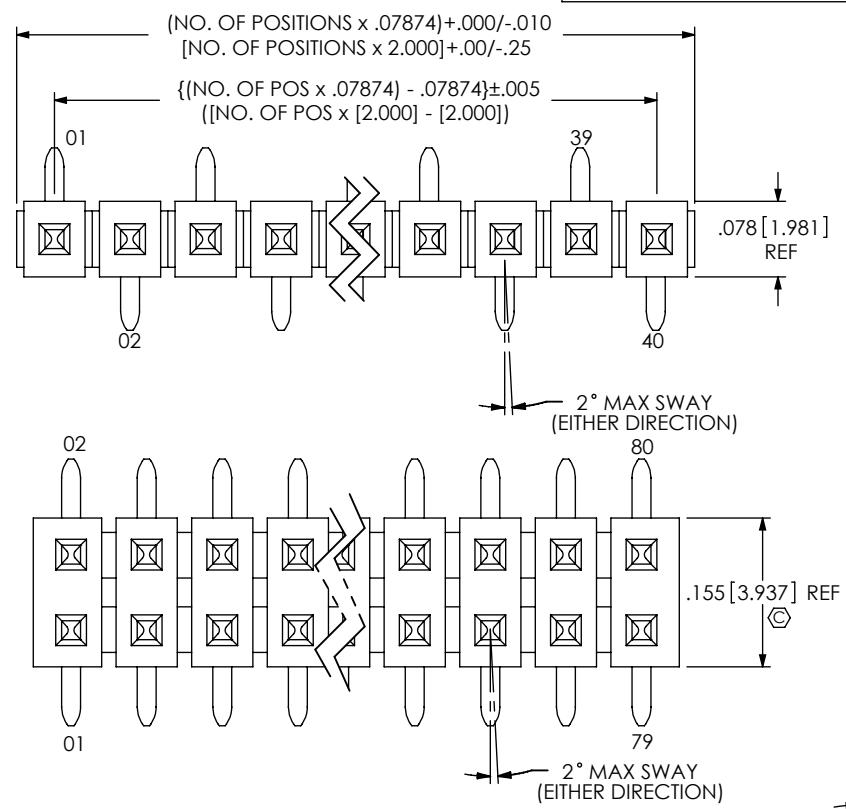 (NO. OF POSITIONS x .07874)+.000/-.010
[NO. OF POSITIONS x 2.000]+.00/-.25
{(NO. OF POS x .07874) - .07874}±.005
([NO. OF POS x [2.000] - [2.000])
01
39
.078 [1.981]
REF
02
40
2° MAX SWAY
(EITHER DIRECTION)
02
80
.155 [3.937] REF
C
01
79
2° MAX SWAY
(EITHER DIRECTION)